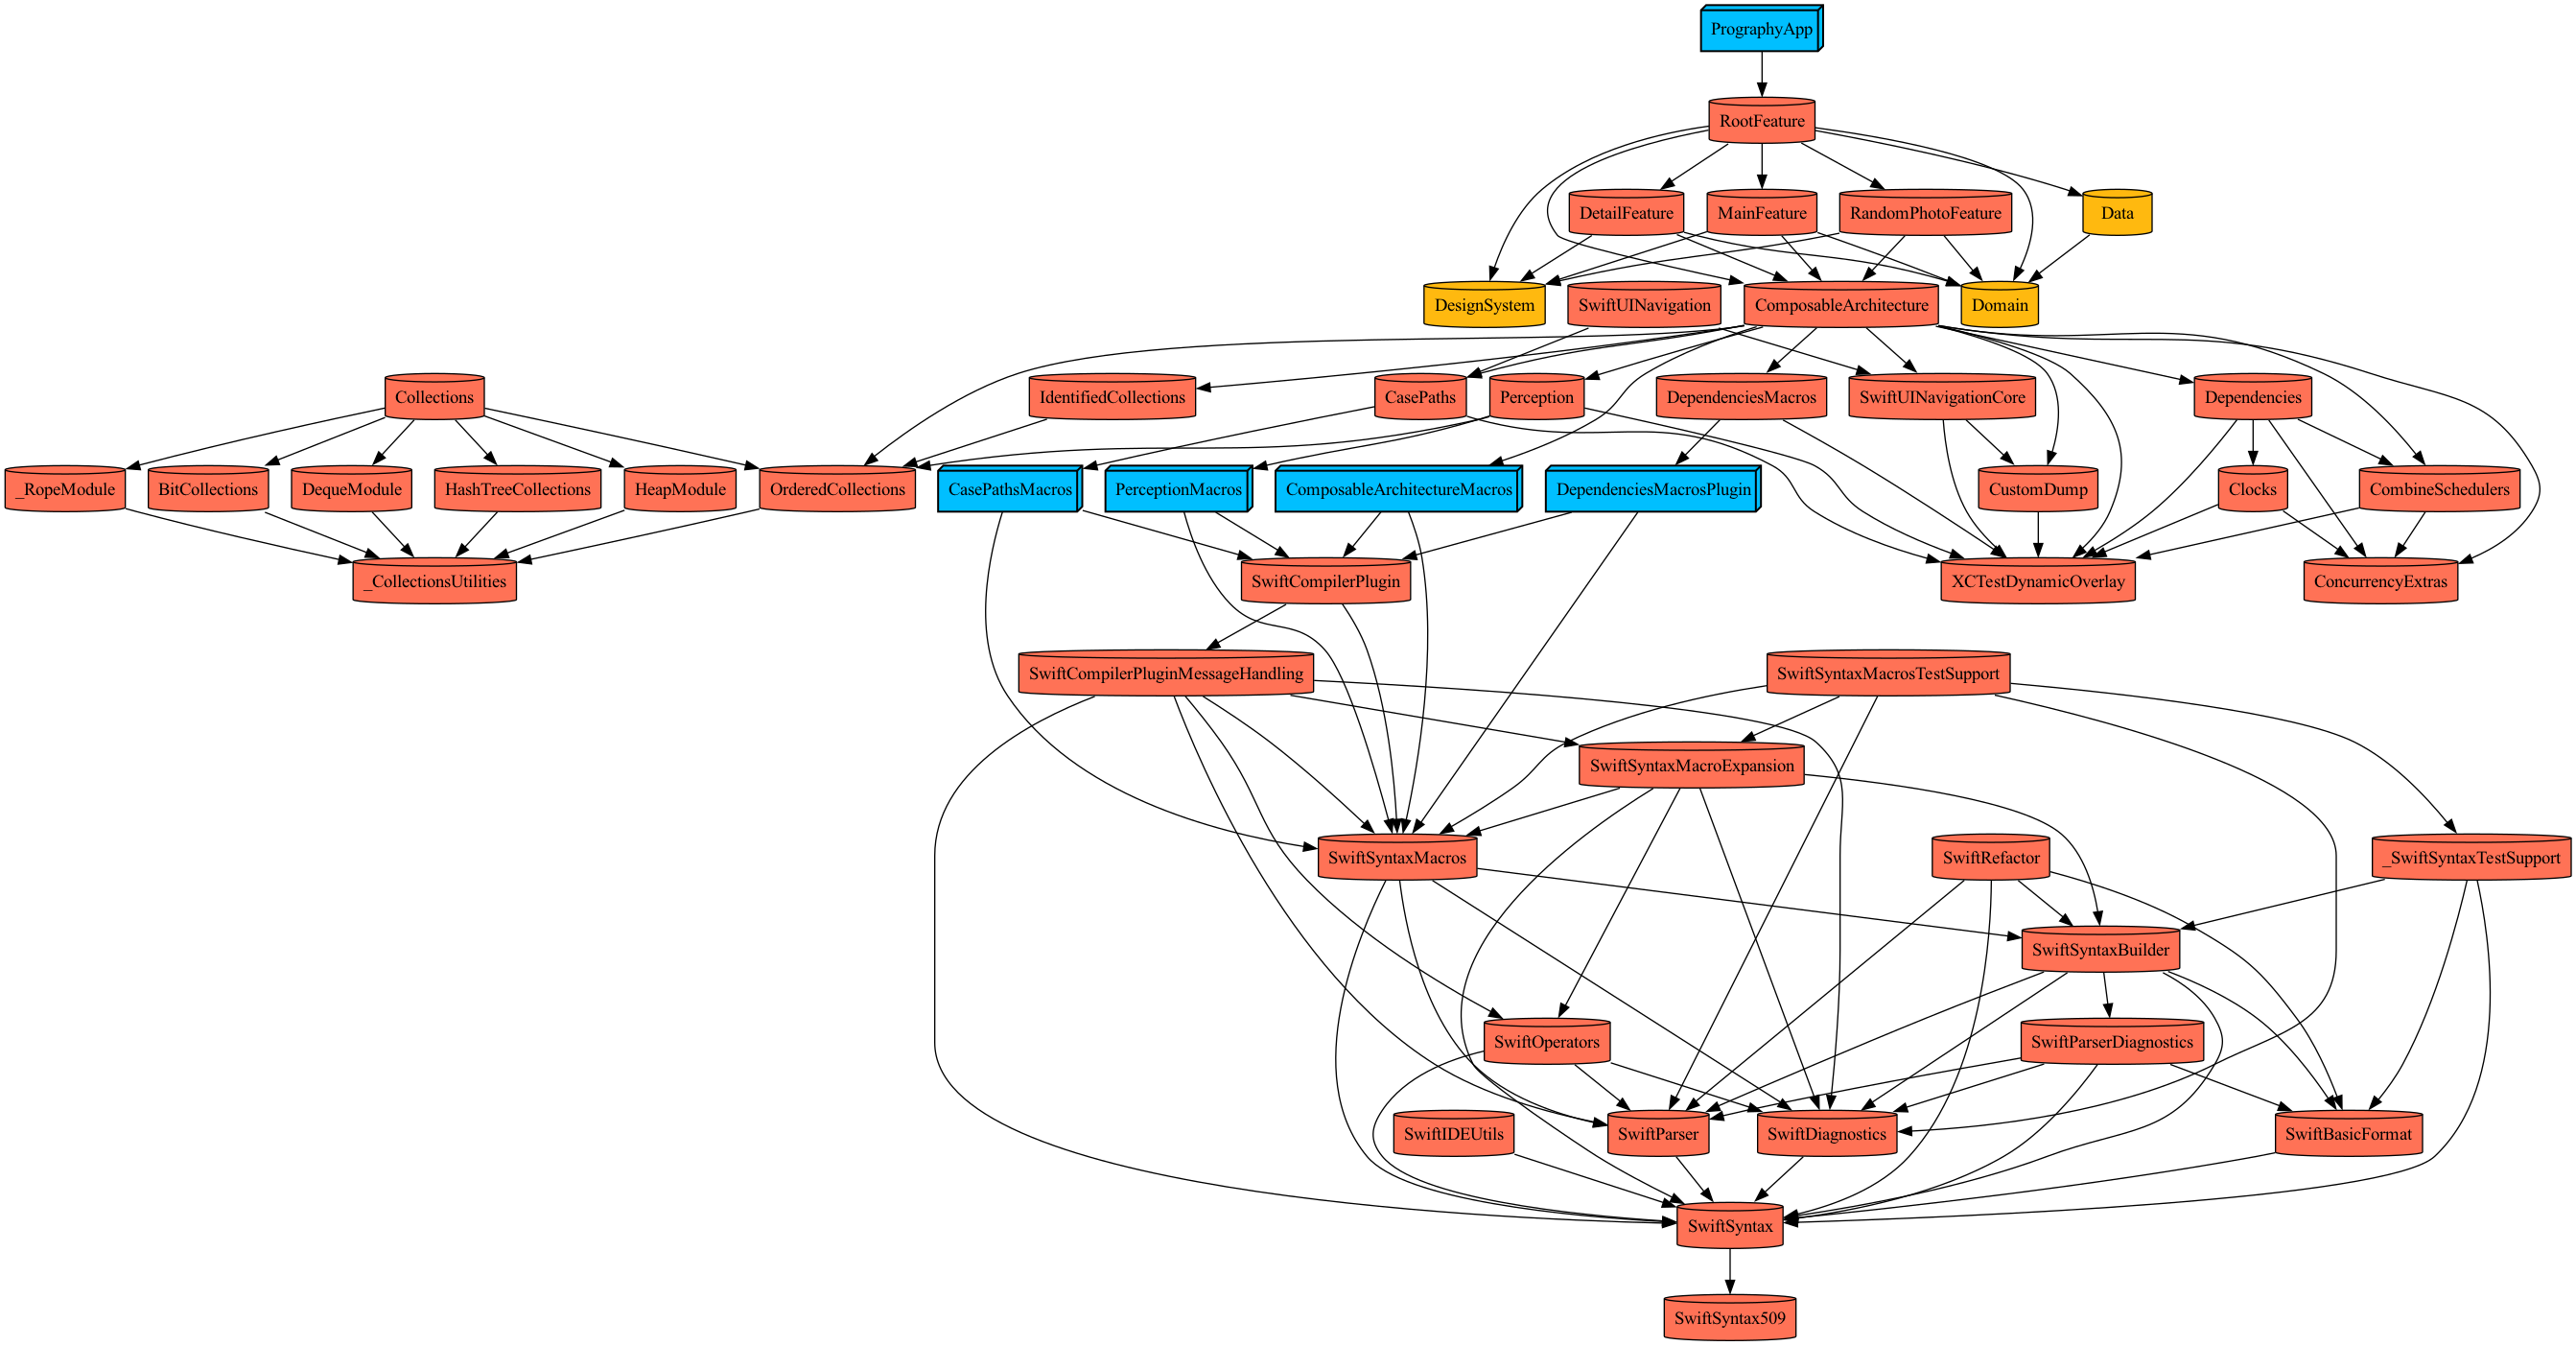 PrographyApp
RootFeature
DetailFeature
MainFeature
RandomPhotoFeature
Data
DesignSystem
SwiftUINavigation
ComposableArchitecture
Domain
Collections
IdentifiedCollections
CasePaths
Perception
DependenciesMacros
SwiftUINavigationCore
Dependencies
_RopeModule
BitCollections
DequeModule
HashTreeCollections
HeapModule
OrderedCollections
CasePathsMacros
PerceptionMacros
ComposableArchitectureMacros
DependenciesMacrosPlugin
CustomDump
Clocks
CombineSchedulers
_CollectionsUtilities
SwiftCompilerPlugin
XCTestDynamicOverlay
ConcurrencyExtras
SwiftCompilerPluginMessageHandling
SwiftSyntaxMacrosTestSupport
SwiftSyntaxMacroExpansion
SwiftSyntaxMacros
SwiftRefactor
_SwiftSyntaxTestSupport
SwiftSyntaxBuilder
SwiftOperators
SwiftParserDiagnostics
SwiftIDEUtils
SwiftParser
SwiftDiagnostics
SwiftBasicFormat
SwiftSyntax
SwiftSyntax509